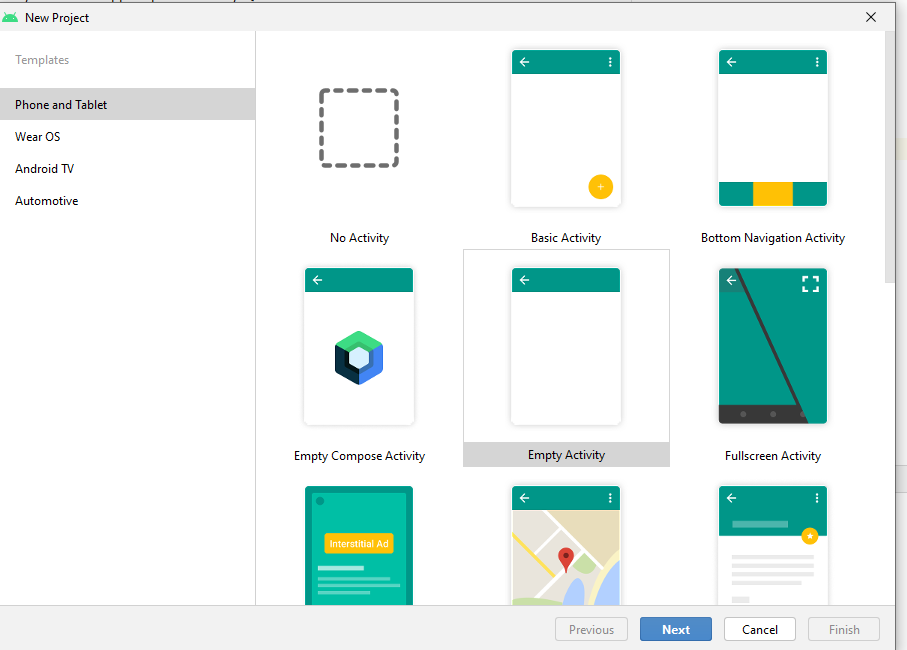 New Project
Templates
Phone and Tablet
Wear OS
Android TV
Automotive
No Activity
Basic Activity
Bottom Navigation Activity
Empty Compose Activity
Empty Activity
Fullscreen Activity
Interstitial Ad
Previous
Next
Cancel
Finish